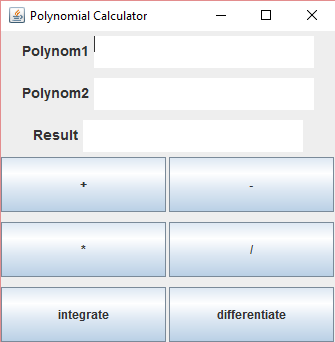 Polynomial Calculator
Polynom1
Polynom2
Result
+ -
* /
integrate differentiate